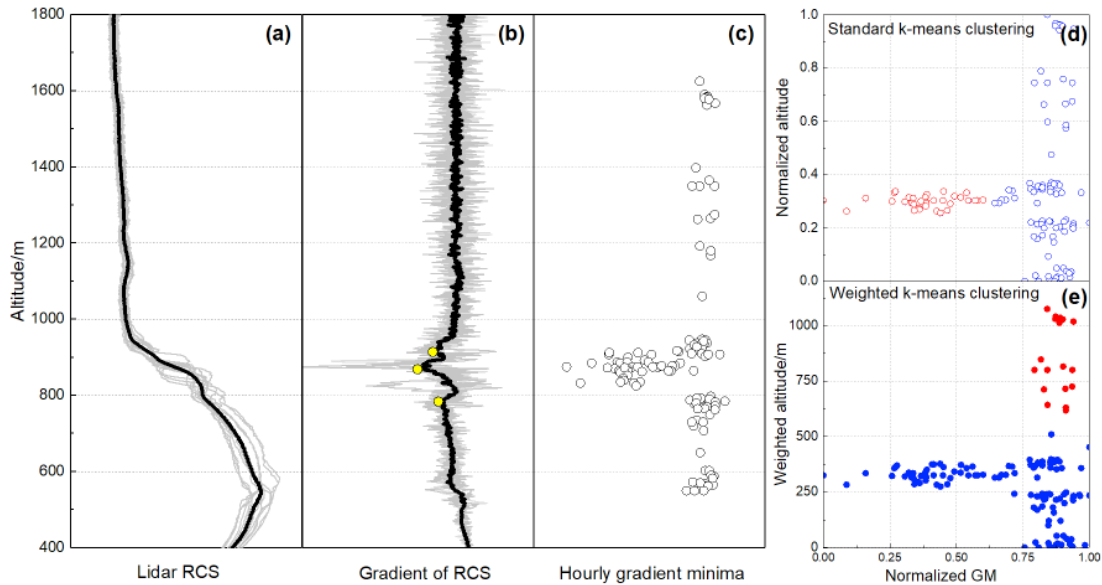 1800
1600
1400
1200
1000
800
600
400
Altitude/m
(a)
(b)
(c)
Lidar RCS
Gradient of RCS
Hourly gradient minima
Standard k-means clustering
(d)
1.0
0.8
0.6
0.4
0.2
0.0
Normalized altitude
Weighted k-means clustering
(e)
1000
750
500
250
0
Weighted altitude/m
0.00
0.25
0.50
0.75
1.00
Normalized GM